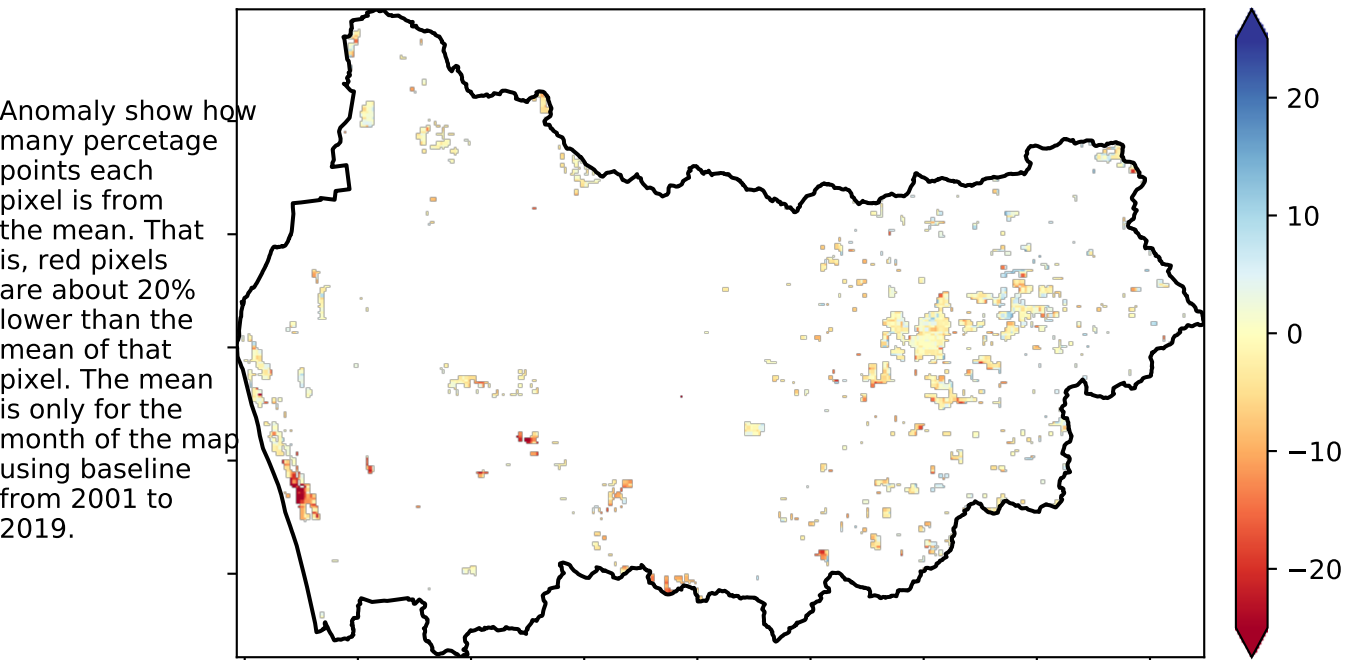 Anomaly show how
many percetage
points each
pixel is from
the mean. That
is, red pixels
are about 20%
lower than the
mean of that
pixel. The mean
is only for the
month of the map
using baseline
from 2001 to
2019.
20
10
0
−10
−20